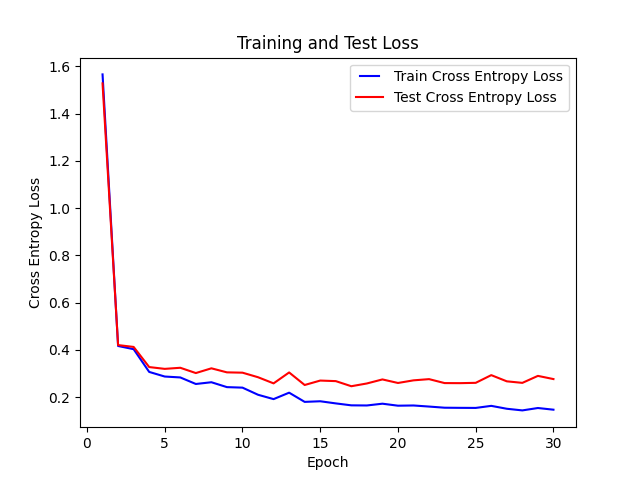 Training and Test Loss
Train Cross Entropy Loss
Test Cross Entropy Loss
Cross Entropy Loss
1.6
1.4
1.2
1.0
0.8
0.6
0.4
0.2
0 5 10 15 20 25 30
Epoch